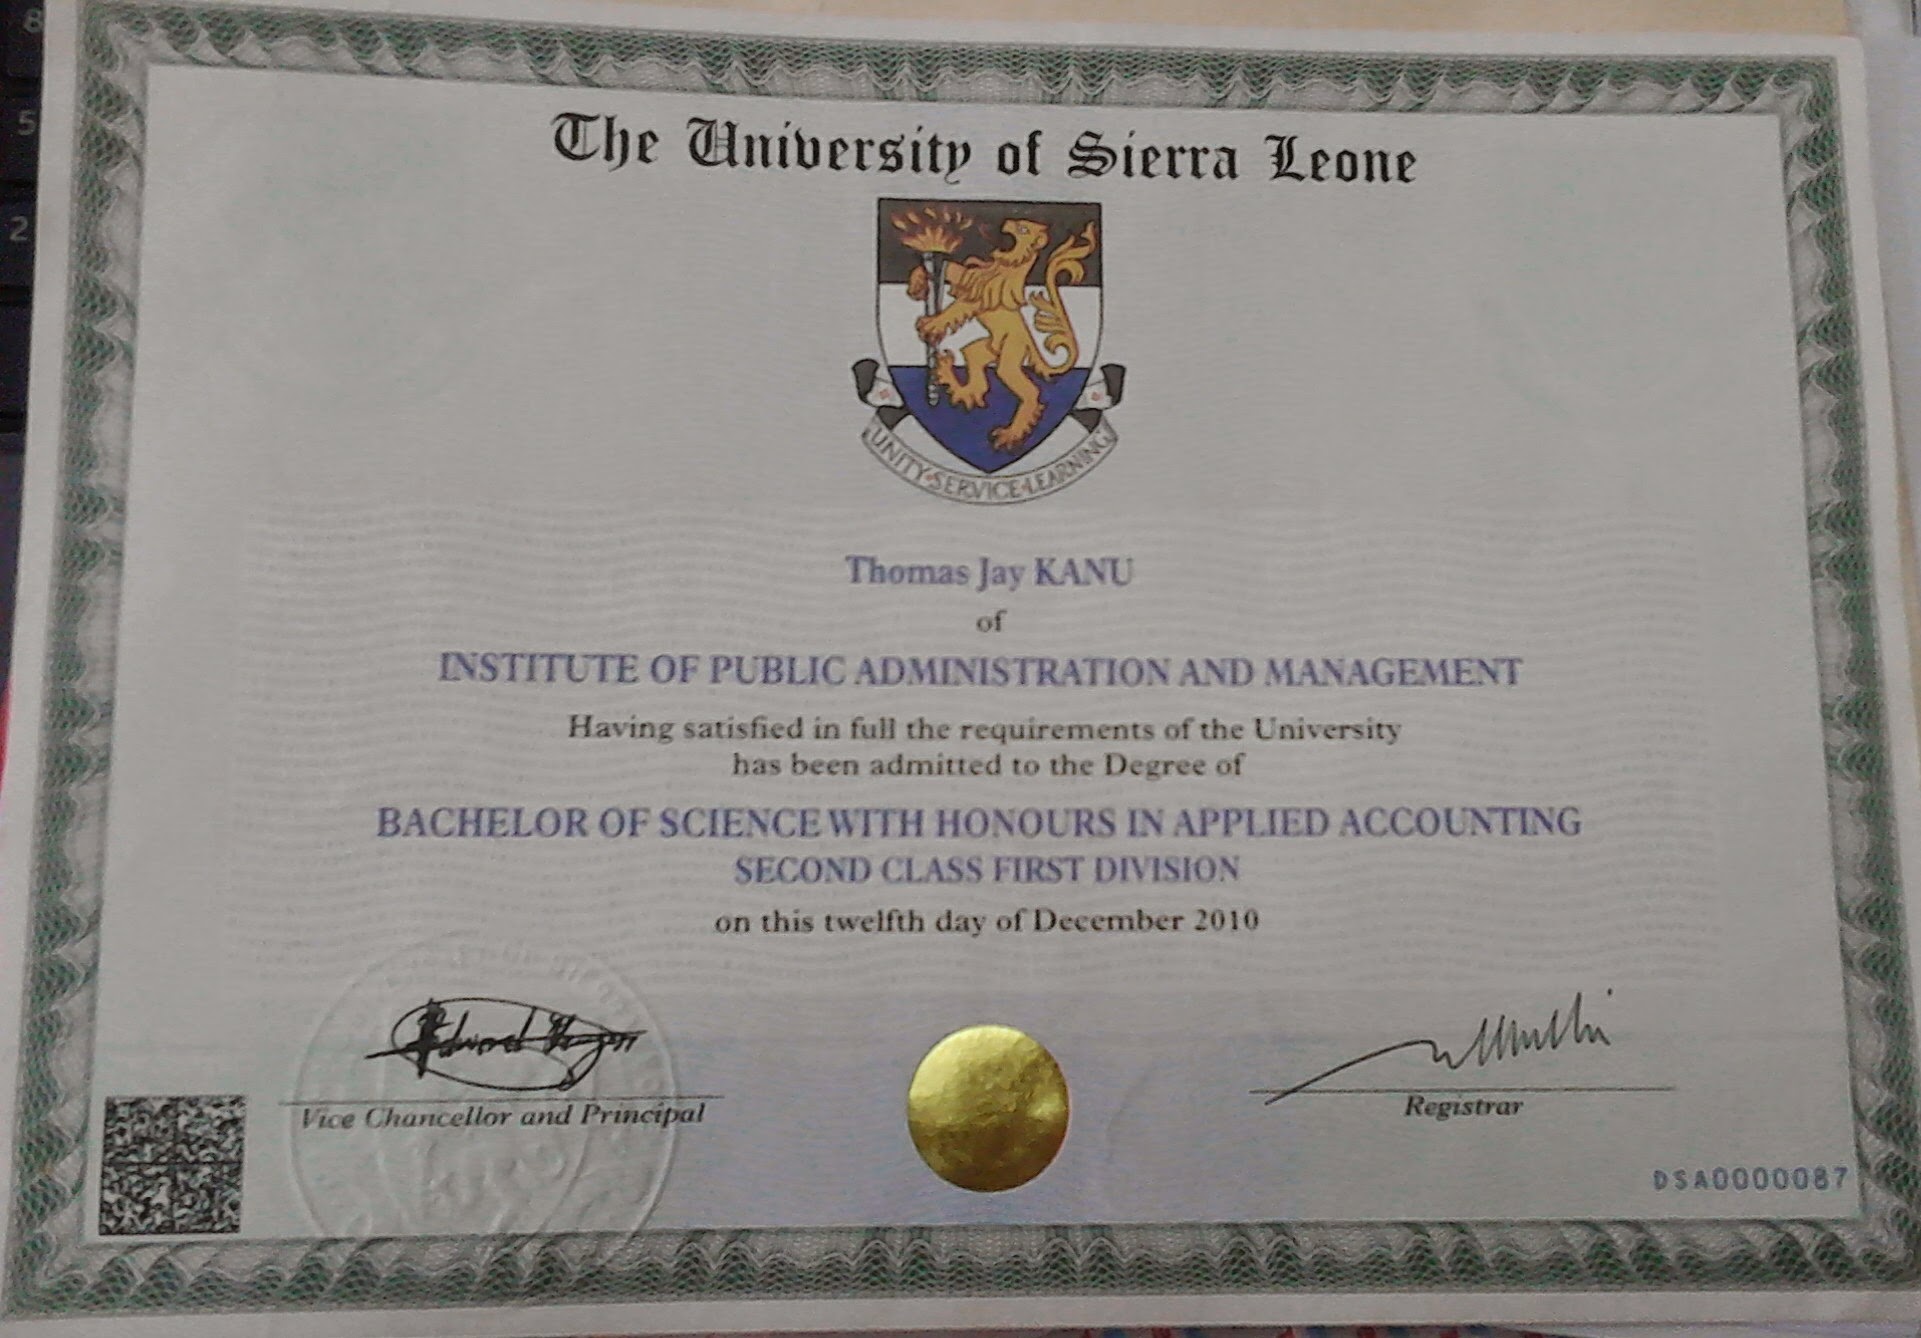 The University of Sierra Leone
UNITY·SERVICE·LEARNING
Thomas Jay KANU
of
INSTITUTE OF PUBLIC ADMINISTRATION AND MANAGEMENT
Having satisfied in full the requirements of the University
has been admitted to the Degree of
BACHELOR OF SCIENCE WITH HONOURS IN APPLIED ACCOUNTING
SECOND CLASS FIRST DIVISION
on this twelfth day of December 2010
Vice Chancellor and Principal
Registrar
DSA0000087
8
5
2